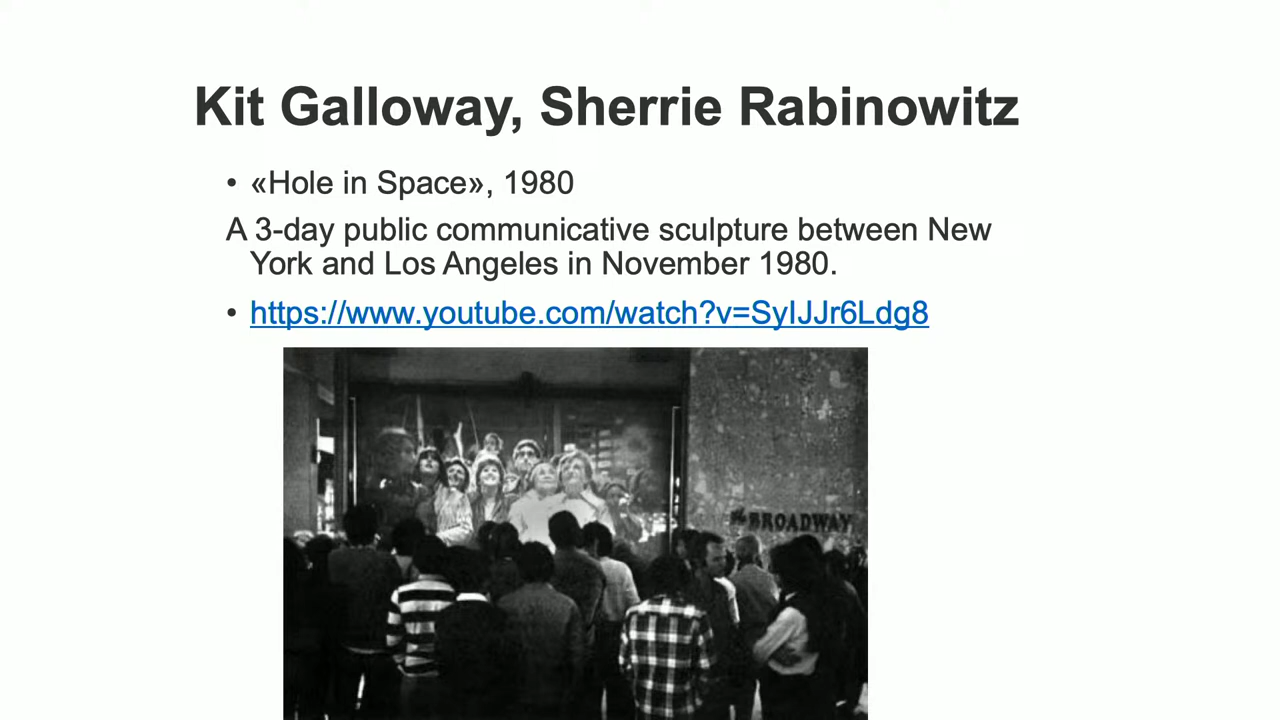 Kit Galloway, Sherrie Rabinowitz
• «Hole in Space», 1980
A 3-day public communicative sculpture between New
York and Los Angeles in November 1980.
• https://www.youtube.com/watch?v=SyIJJr6Ldg8
the BROADWAY